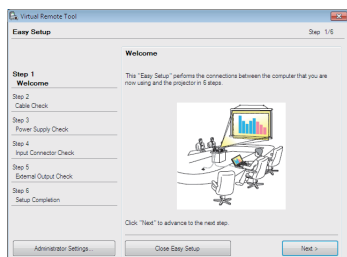 Virtual Remote Tool
Easy Setup
Step 1/6
Welcome
Step 1
Welcome
This "Easy Setup" performs the connections between the computer that you are
now using and the projector in 6 steps.
Step 2
Cable Check
Step 3
Power Supply Check
Step 4
Input Connector Check
Step 5
External Output Check
Step 6
Setup Completion
Click "Next" to advance to the next step.
Administrator Settings...
Close Easy Setup
Next >